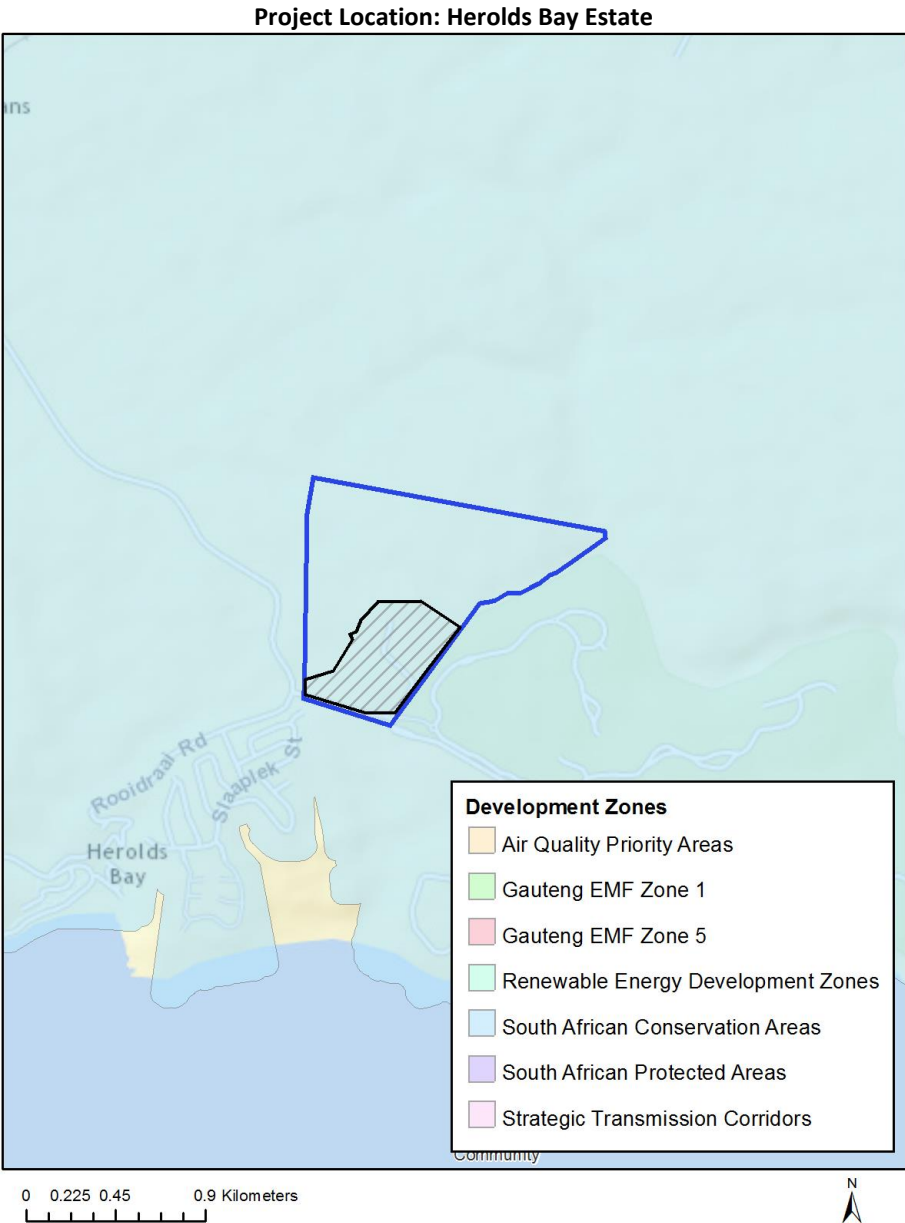 Project Location: Herolds Bay Estate
ans
Rooidraai Rd
Slaaplek St
Herolds
Bay
Development Zones
Air Quality Priority Areas
Gauteng EMF Zone 1
Gauteng EMF Zone 5
Renewable Energy Development Zones
South African Conservation Areas
South African Protected Areas
Strategic Transmission Corridors
Community
0 0.225 0.45 0.9 Kilometers
N